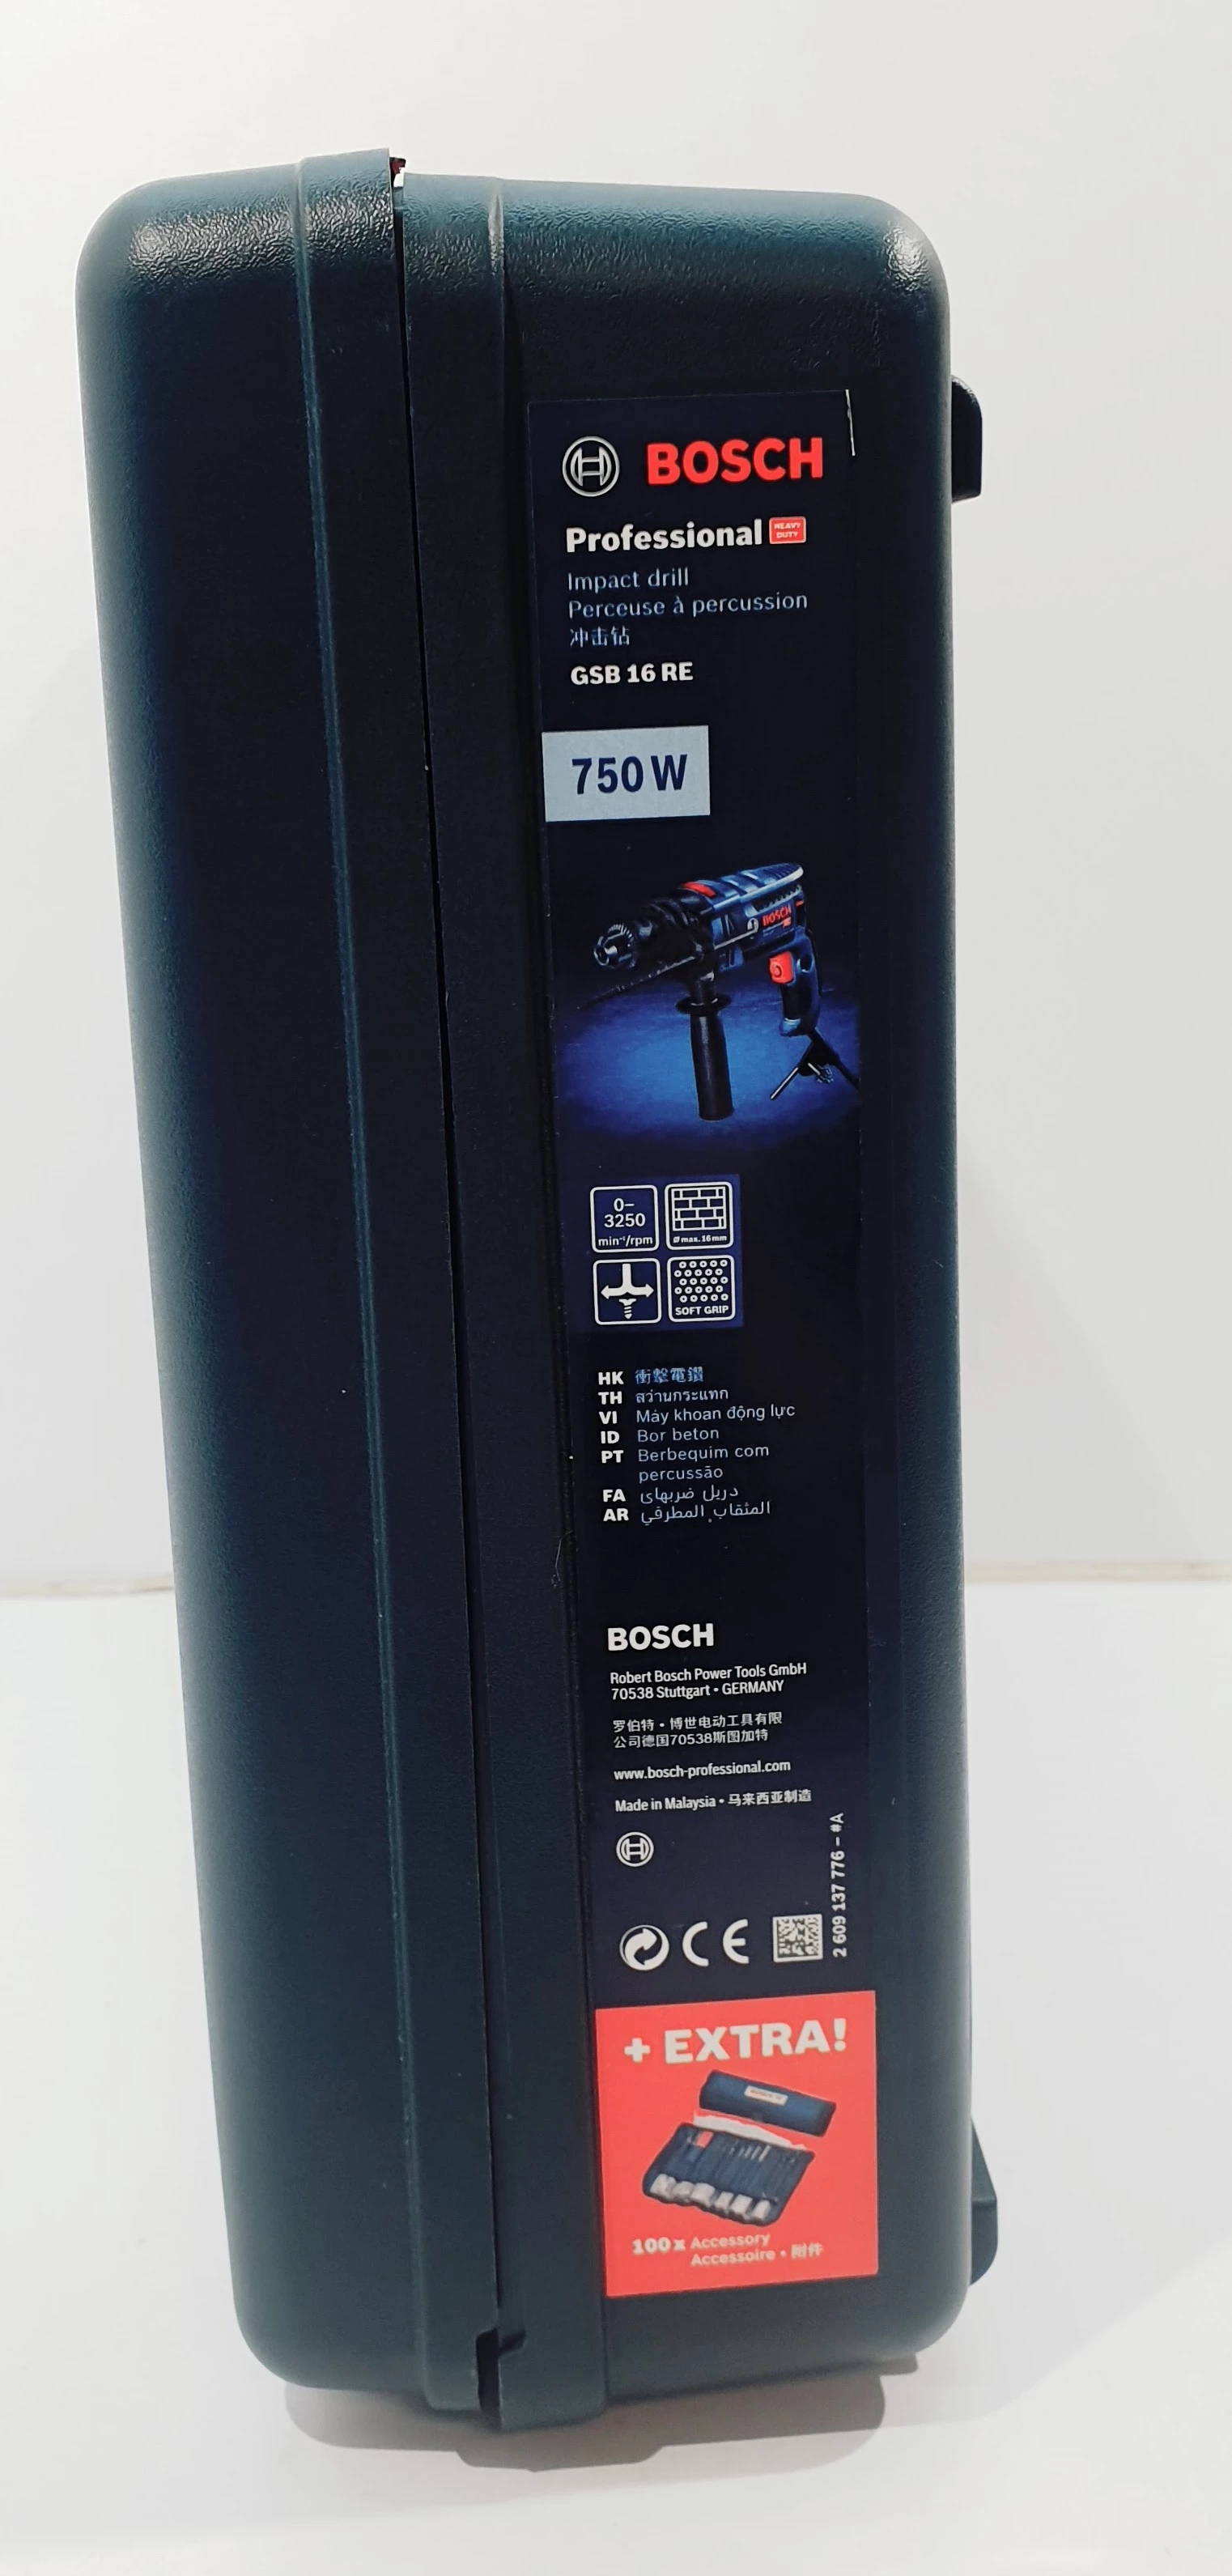 BOSCH
Professional HEAVY DUTY
Impact drill
Perceuse à percussion
冲击钻
GSB 16 RE
750 W
BOSCH
0–
3250
min⁻¹/rpm
Ø max. 16 mm
SOFT GRIP
HK 衝擊電鑽
TH สว่านกระแทก
VI Máy khoan động lực
ID Bor beton
PT Berbequim com
percussão
FA دریل ضربهای
AR المثقاب المطرقي
BOSCH
Robert Bosch Power Tools GmbH
70538 Stuttgart • GERMANY
罗伯特 • 博世电动工具有限
公司德国70538斯图加特
www.bosch-professional.com
Made in Malaysia • 马来西亚制造
2 609 137 776 – #A
CE
+ EXTRA!
100 x Accessory
Accessoire • 附件